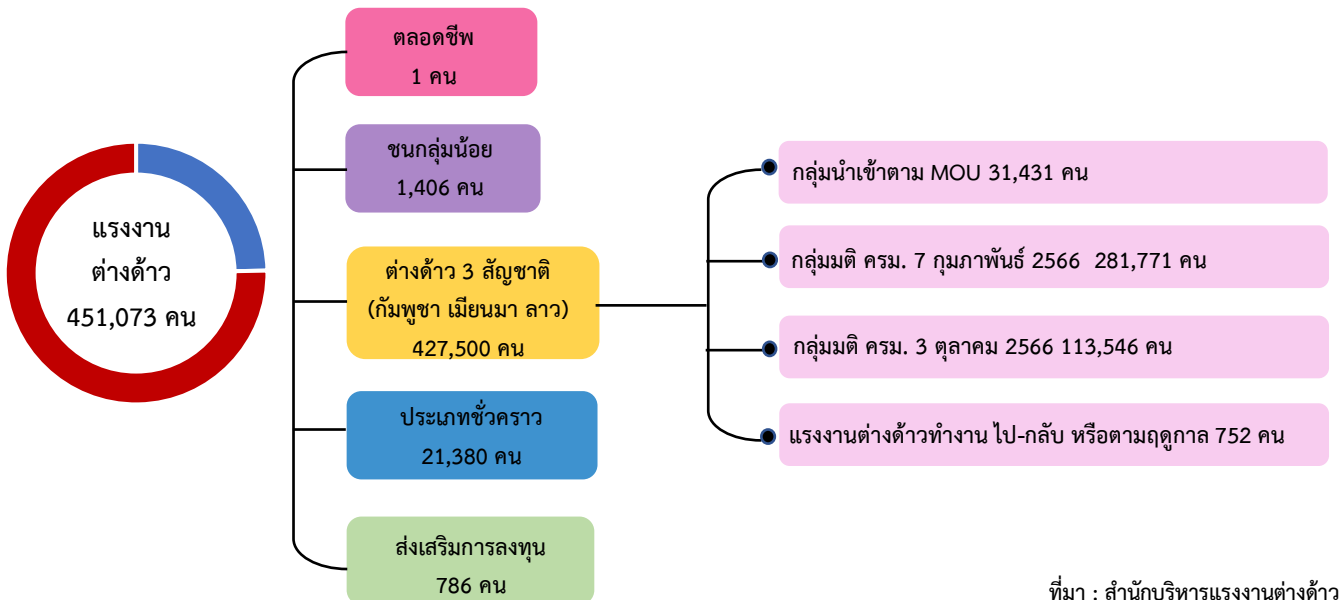 ตลอดชีพ
1 คน
ชนกลุ่มน้อย
1,406 คน
แรงงาน
ต่างด้าว
451,073 คน
ต่างด้าว 3 สัญชาติ
(กัมพูชา เมียนมา ลาว)
427,500 คน
ประเภทชั่วคราว
21,380 คน
ส่งเสริมการลงทุน
786 คน
กลุ่มนำเข้าตาม MOU 31,431 คน
กลุ่มมติ ครม. 7 กุมภาพันธ์ 2566 281,771 คน
กลุ่มมติ ครม. 3 ตุลาคม 2566 113,546 คน
แรงงานต่างด้าวทำงาน ไป-กลับ หรือตามฤดูกาล 752 คน
ที่มา : สำนักบริหารแรงงานต่างด้าว